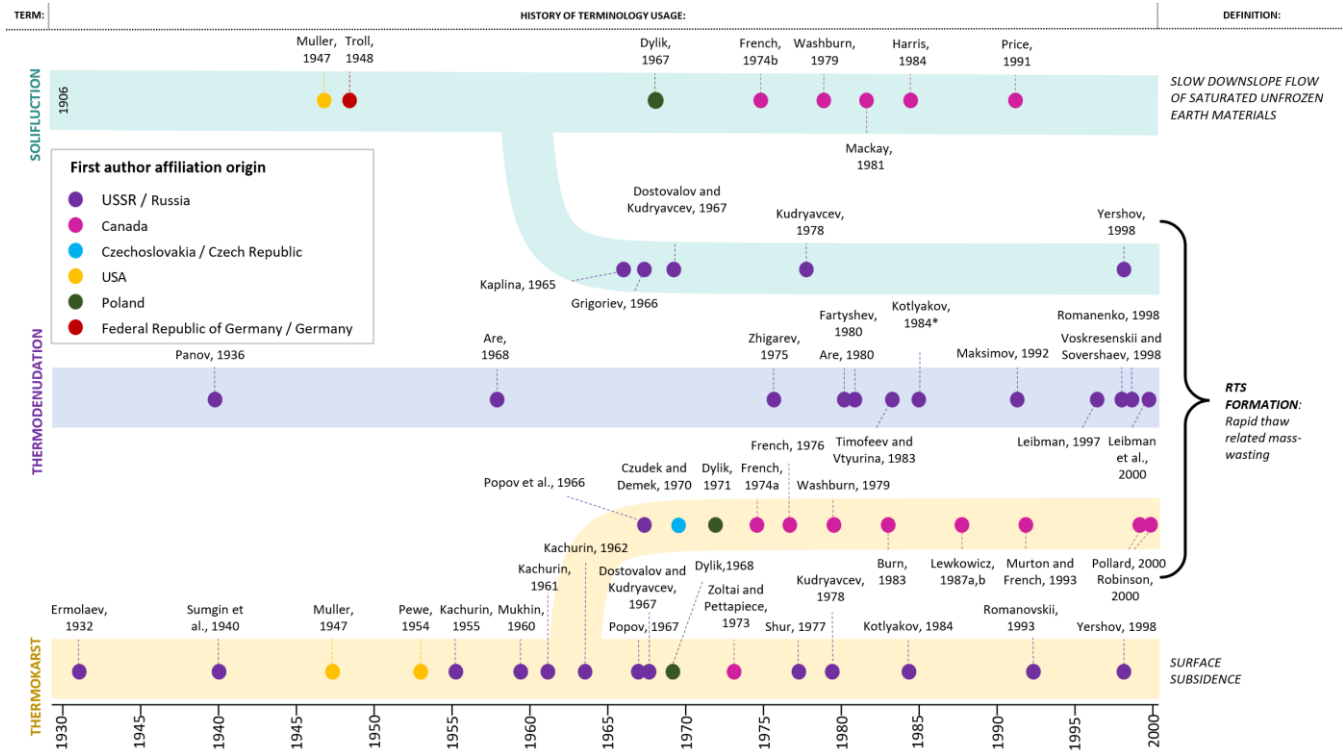 TERM:
HISTORY OF TERMINOLOGY USAGE:
DEFINITION:
SOLIFLUCTION
1906
Muller,
1947
Troll,
1948
Dylik,
1967
French,
1974b
Washburn,
1979
Harris,
1984
Price,
1991
Mackay,
1981
SLOW DOWNSLOPE FLOW
OF SATURATED UNFROZEN
EARTH MATERIALS
First author affiliation origin
USSR / Russia
Canada
Czechoslovakia / Czech Republic
USA
Poland
Federal Republic of Germany / Germany
Dostovalov and
Kudryavcev, 1967
Kudryavcev,
1978
Yershov,
1998
Kaplina, 1965
Grigoriev, 1966
THERMODENUDATION
Panov, 1936
Are,
1968
Zhigarev,
1975
Fartyshev,
1980
Are, 1980
Kotlyakov,
1984*
Maksimov, 1992
Romanenko, 1998
Voskresenskii and
Sovershaev, 1998
Timofeev and
Vtyurina, 1983
Leibman, 1997
Leibman
et al.,
2000
RTS
FORMATION:
Rapid thaw
related mass-
wasting
Popov et al., 1966
Czudek and
Demek, 1970
Dylik,
1971
French,
1974a
French, 1976
Washburn, 1979
Burn,
1983
Lewkowicz,
1987a,b
Murton and
French, 1993
Pollard, 2000
Robinson,
2000
THERMOKARST
Ermolaev,
1932
Sumgin et
al., 1940
Muller,
1947
Pewe,
1954
Kachurin,
1955
Mukhin,
1960
Kachurin,
1961
Kachurin, 1962
Dostovalov and
Kudryavcev,
1967
Popov, 1967
Dylik,1968
Zoltai and
Pettapiece,
1973
Shur, 1977
Kudryavcev,
1978
Kotlyakov, 1984
Romanovskii,
1993
Yershov, 1998
SURFACE
SUBSIDENCE
1930
1945
1940
1945
1950
1955
1960
1965
1970
1975
1980
1985
1990
1995
2000